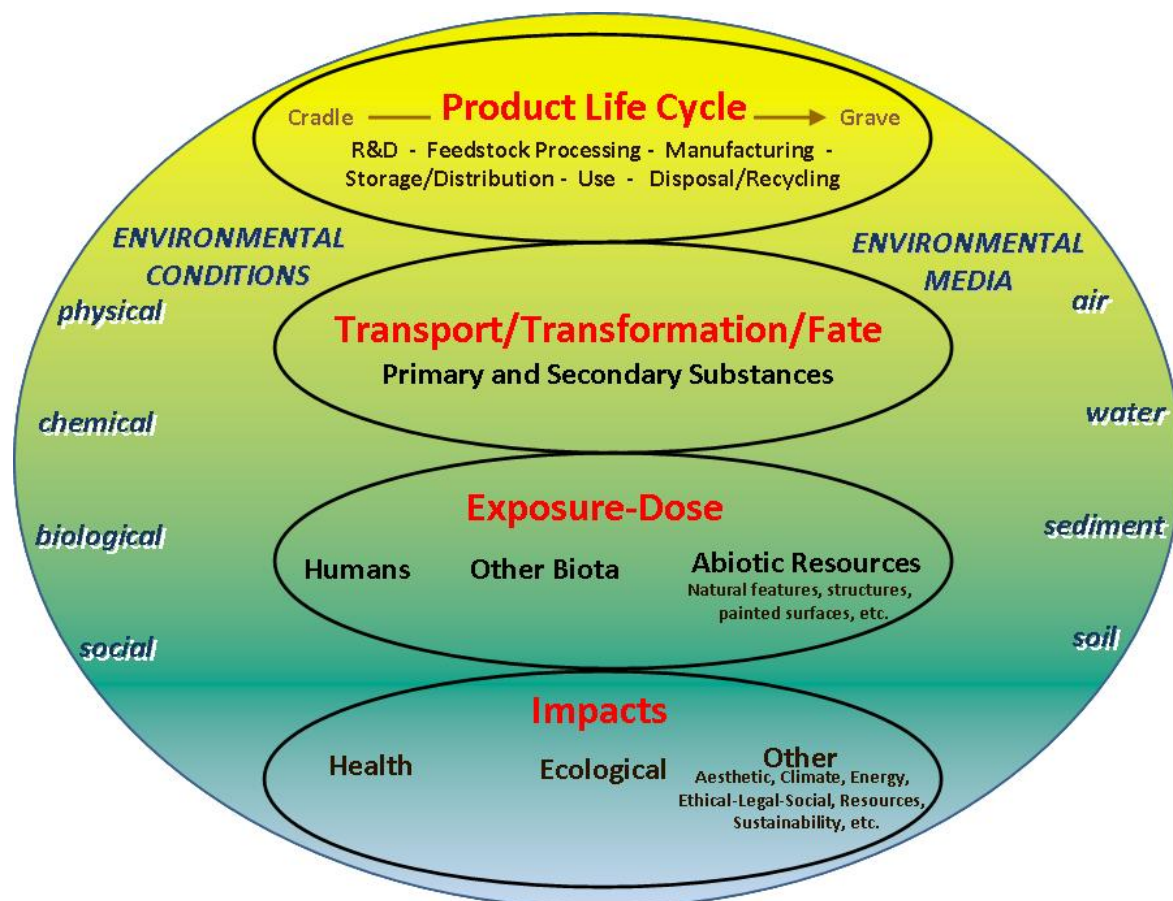 Product Life Cycle
Cradle
Grave
R&D - Feedstock Processing - Manufacturing -
Storage/Distribution - Use - Disposal/Recycling
ENVIRONMENTAL
CONDITIONS
physical
chemical
biological
social
ENVIRONMENTAL
MEDIA
air
water
sediment
soil
Transport/Transformation/Fate
Primary and Secondary Substances
Exposure-Dose
Humans
Other Biota
Abiotic Resources
Natural features, structures,
painted surfaces, etc.
Impacts
Health
Ecological
Other
Aesthetic, Climate, Energy,
Ethical-Legal-Social, Resources,
Sustainability, etc.